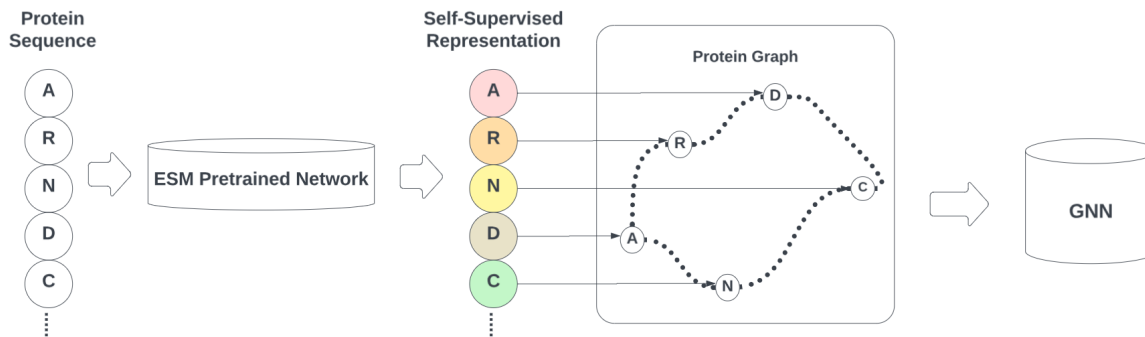 Protein
Sequence
A
R
N
D
C
ESM Pretrained Network
Self-Supervised
Representation
A
R
N
D
C
Protein Graph
D
R
C
A
N
GNN